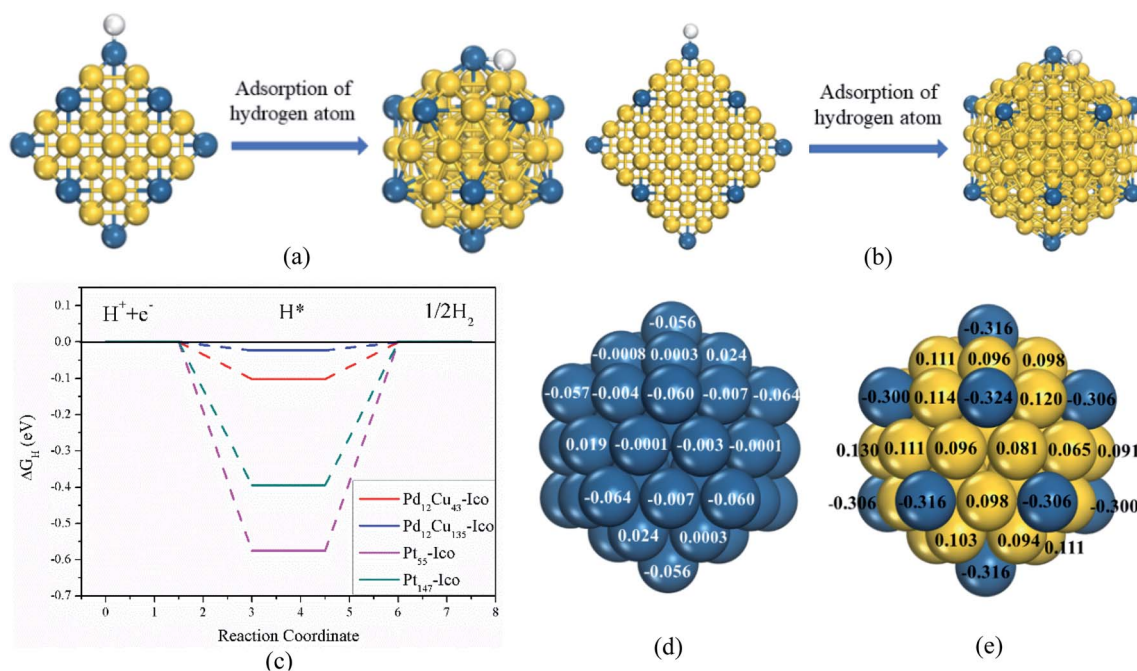 Adsorption of
hydrogen atom
Adsorption of
hydrogen atom
(a)
(b)
H⁺+e⁻
H*
1/2H₂
0.1
0.0
-0.1
-0.2
-0.3
-0.4
-0.5
-0.6
-0.7
ΔG_H (eV)
Pd₁₂Cu₄₃-Ico
Pd₁₂Cu₁₃₅-Ico
Pt₅₅-Ico
Pt₁₄₇-Ico
0 1 2 3 4 5 6 7 8
Reaction Coordinate
(c)
-0.056
-0.0008 0.0003 0.024
-0.057 -0.004 -0.060 -0.007 -0.064
0.019 -0.0001 -0.003 -0.0001
-0.064 -0.007 -0.060
0.024 0.0003
-0.056
(d)
-0.316
0.111 0.096 0.098
-0.300 0.114 -0.324 0.120 -0.306
0.130 0.111 0.096 0.081 0.065 0.091
-0.306 -0.316 0.098 -0.306 -0.300
0.103 0.094 0.111
-0.316
(e)